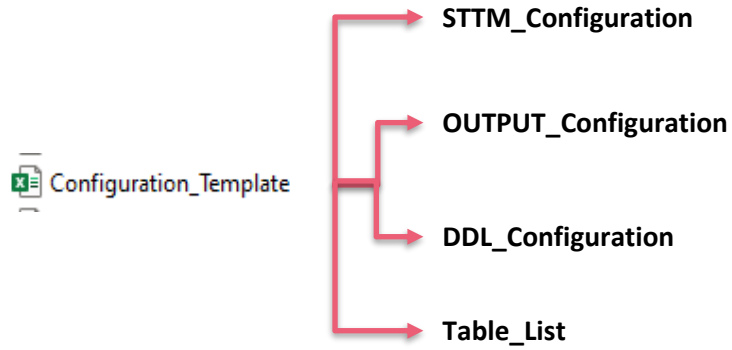 STTM_Configuration
OUTPUT_Configuration
Configuration_Template
DDL_Configuration
Table_List